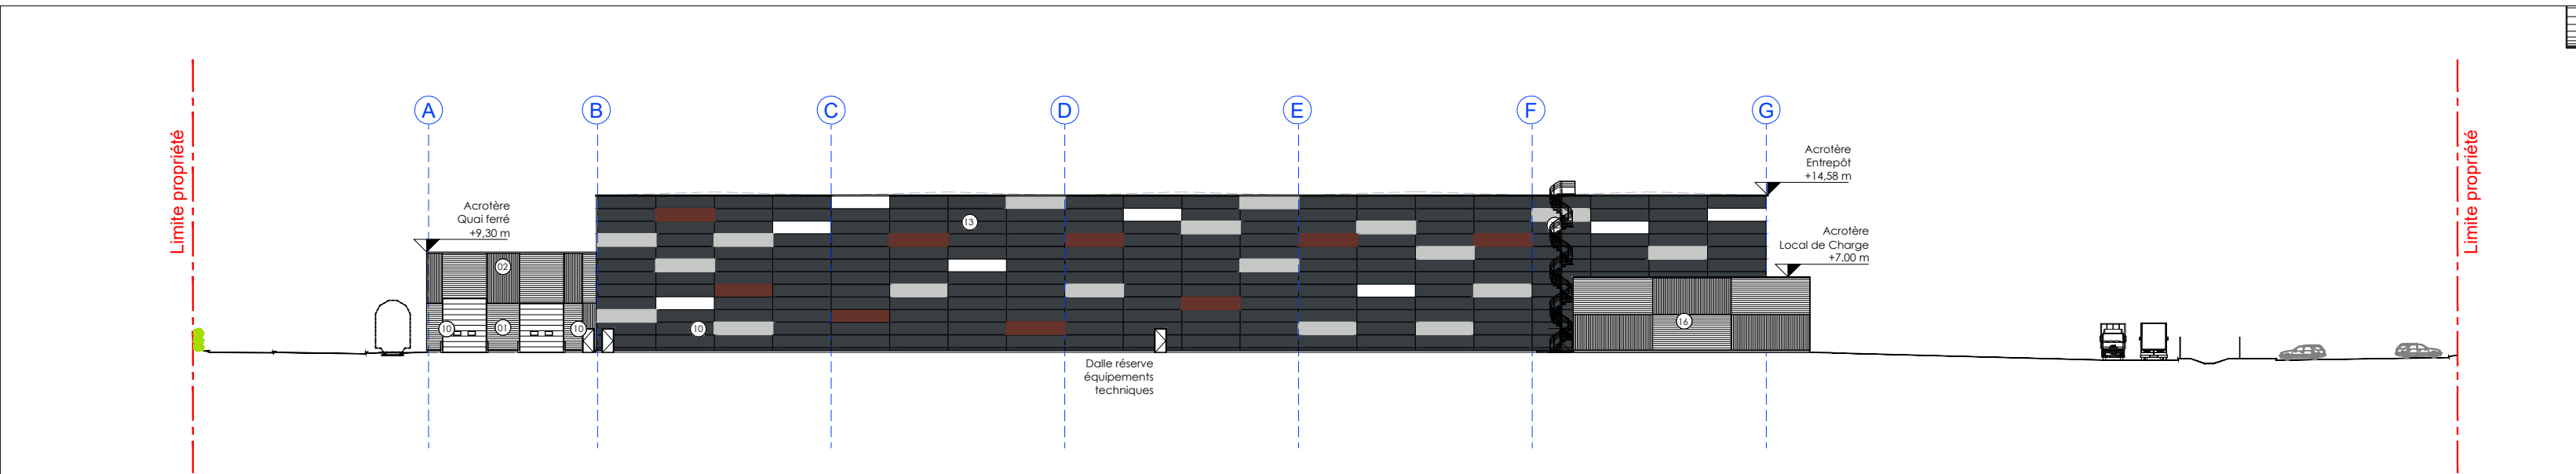 A
B
C
D
E
F
G
Limite propriété
Limite propriété
Acrotère
Entrepôt
+14,58 m
Acrotère
Quai ferré
+9,30 m
Acrotère
Local de Charge
+7.00 m
13
02
10
01
10
10
16
Dalle réserve
équipements
techniques